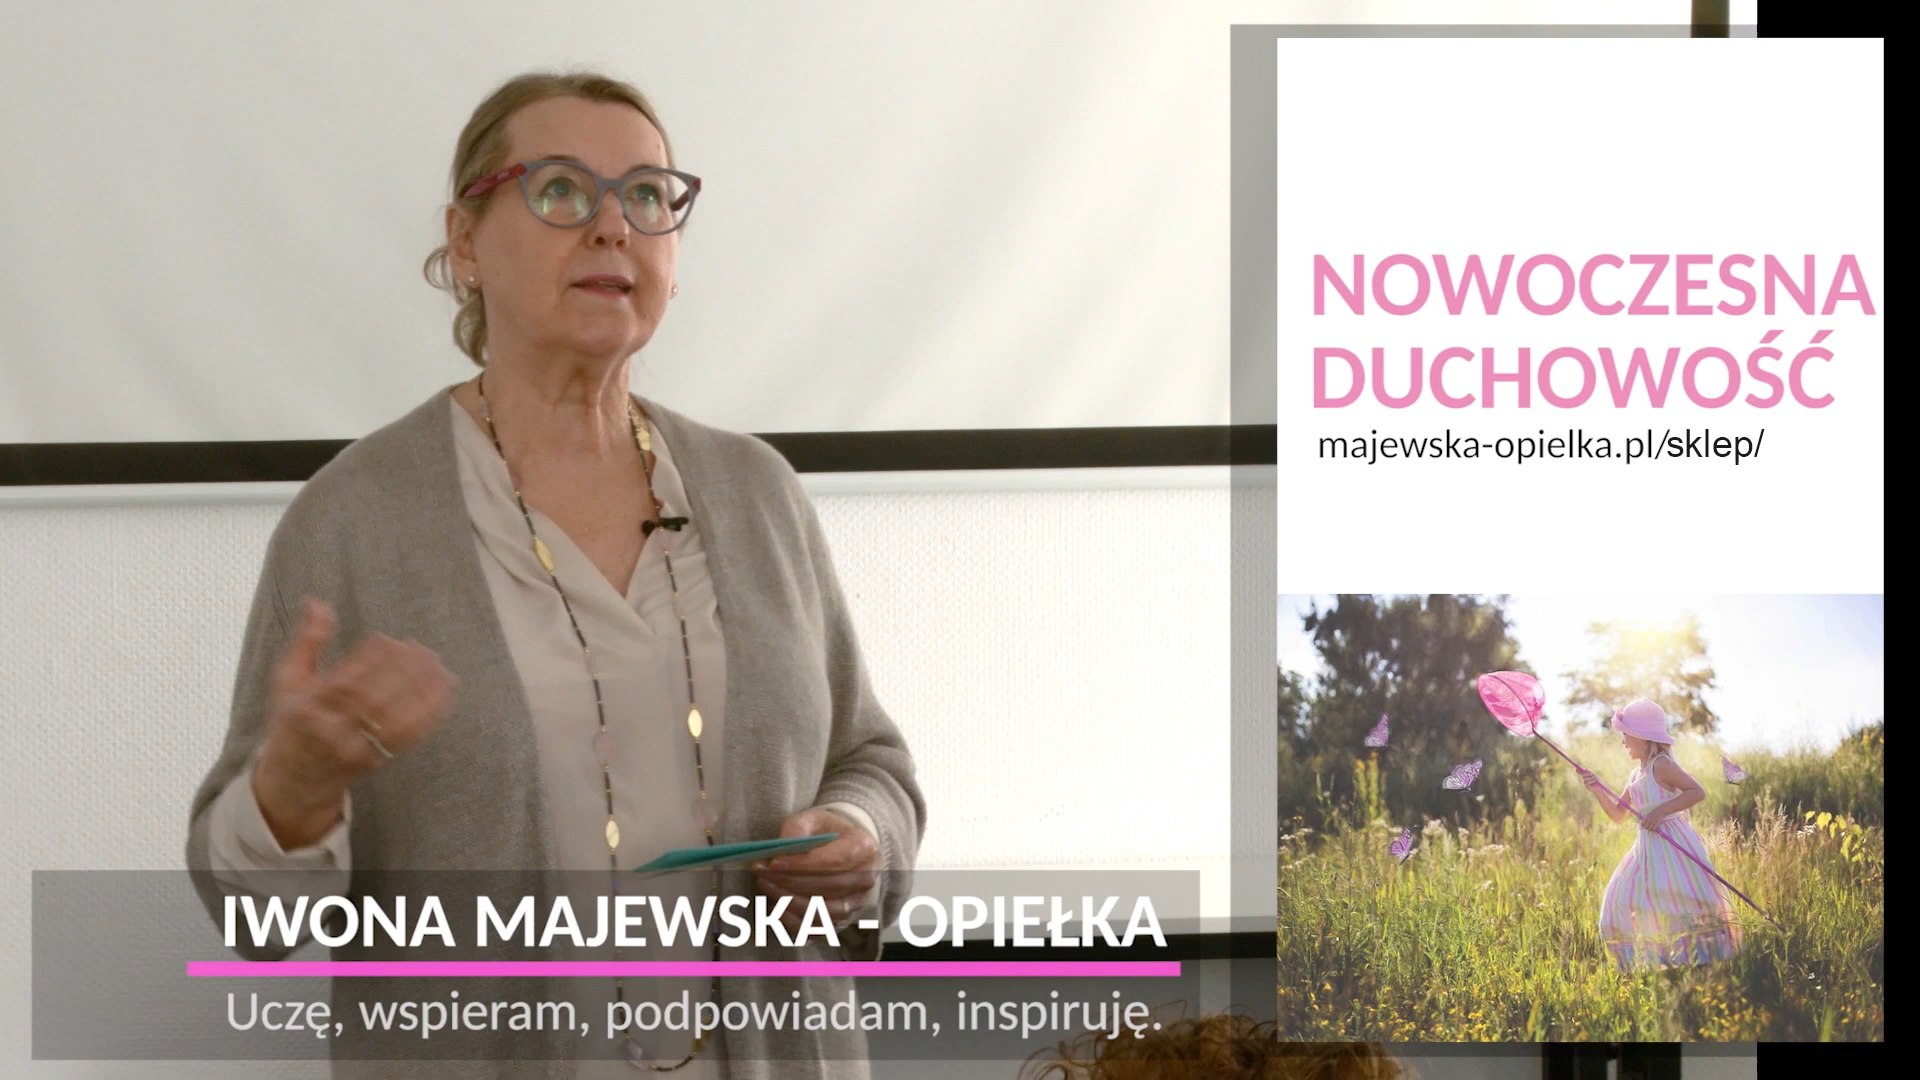 NOWOCZESNA
DUCHOWOŚĆ
majewska-opielka.pl/sklep/
IWONA MAJEWSKA - OPIEŁKA
Uczę, wspieram, podpowiadam, inspiruję.